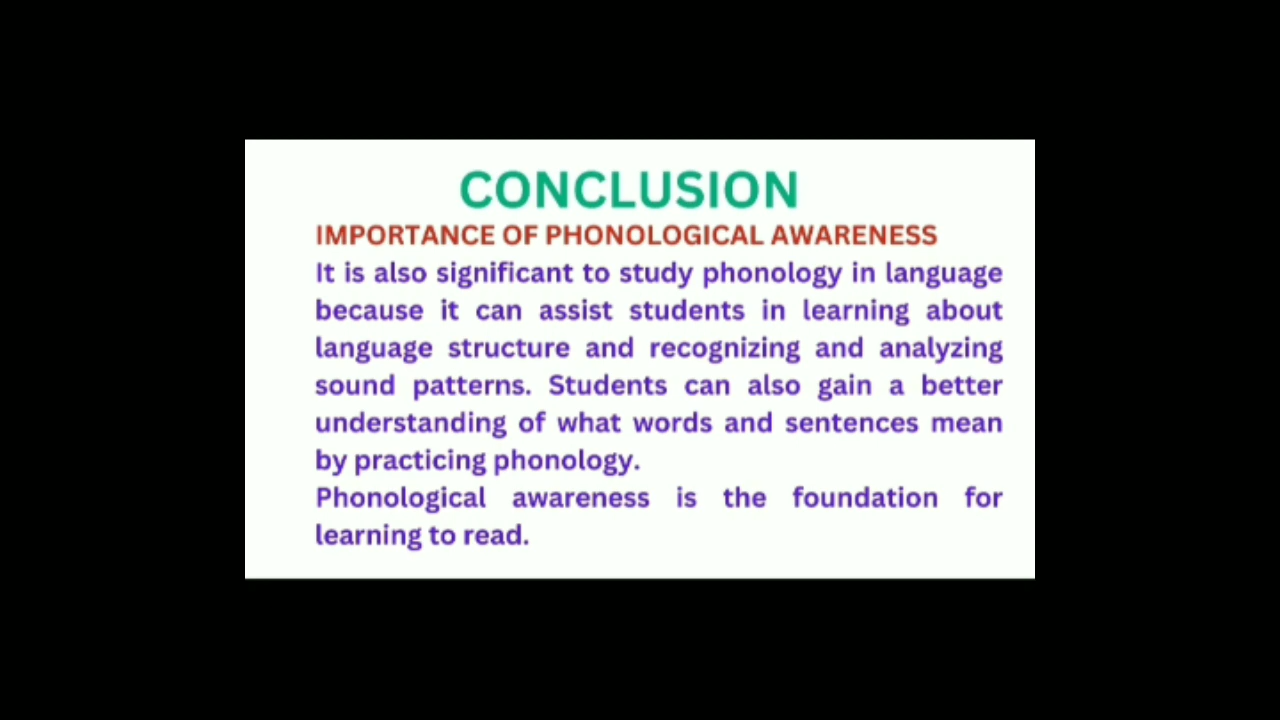 CONCLUSION
IMPORTANCE OF PHONOLOGICAL AWARENESS
It is also significant to study phonology in language
because it can assist students in learning about
language structure and recognizing and analyzing
sound patterns. Students can also gain a better
understanding of what words and sentences mean
by practicing phonology.
Phonological awareness is the foundation for
learning to read.